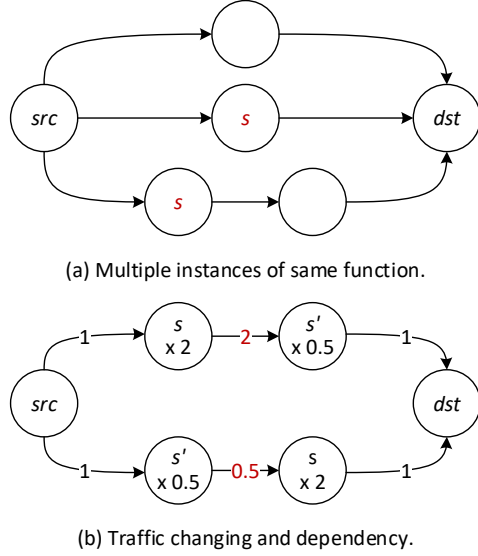 src
s
dst
s
(a) Multiple instances of same function.
1
s
x 2
2
s'
x 0.5
1
src
dst
1
s'
x 0.5
0.5
s
x 2
1
(b) Traffic changing and dependency.